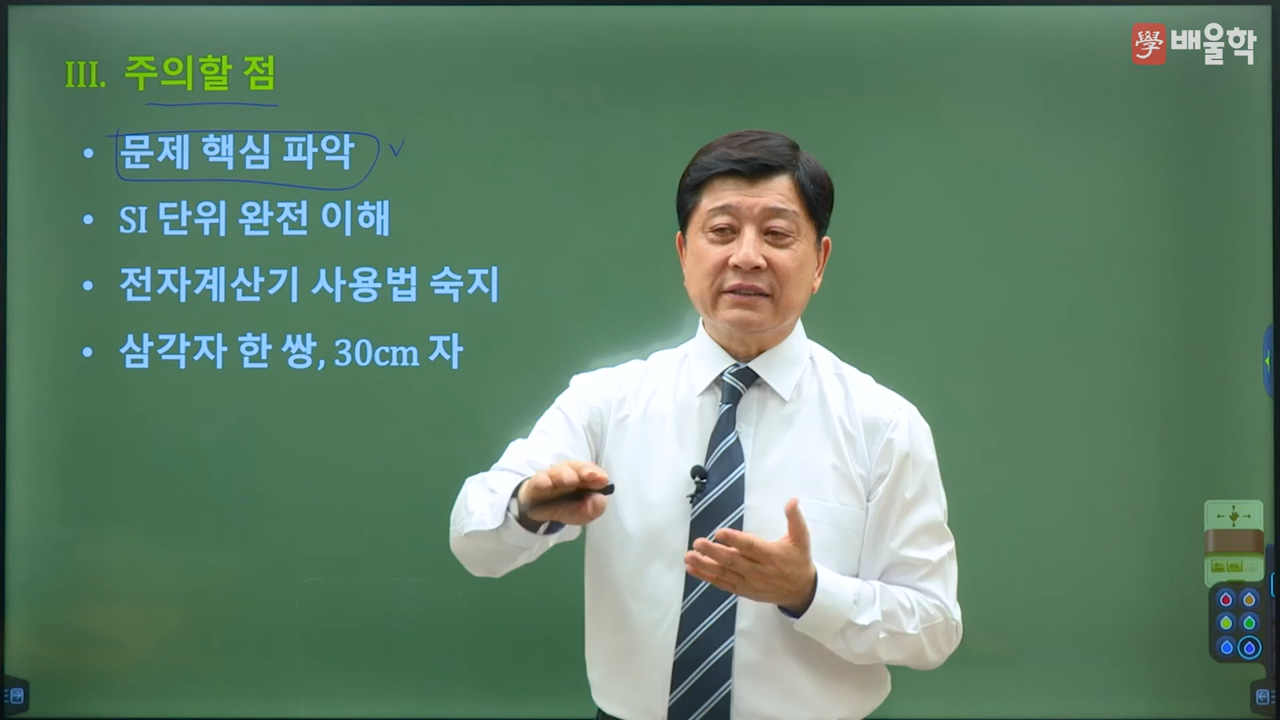 學 배울학
III. 주의할 점
• 문제 핵심 파악
• SI 단위 완전 이해
• 전자계산기 사용법 숙지
• 삼각자 한 쌍, 30cm 자